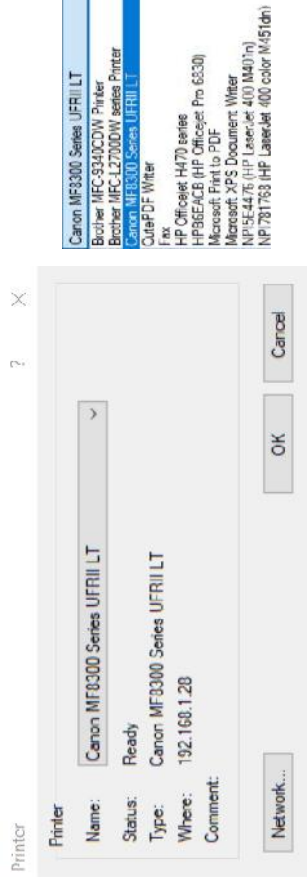 Printer
?
Printer
Name: Canon MF8300 Series UFRII LT
Status: Ready
Type: Canon MF8300 Series UFRII LT
Where: 192.168.1.28
Comment:
Network...
OK
Cancel
Canon MF8300 Series UFRII LT
Brother MFC-9340CDW Printer
Brother MFC-L2700DW series Printer
Canon MF8300 Series UFRII LT
CutePDF Writer
Fax
HP Officejet H470 series
HPB6EACB (HP Officejet Pro 6830)
Microsoft Print to PDF
Microsoft XPS Document Writer
NPI5E4476 (HP LaserJet 400 M401n)
NPI781768 (HP LaserJet 400 color M451dn)